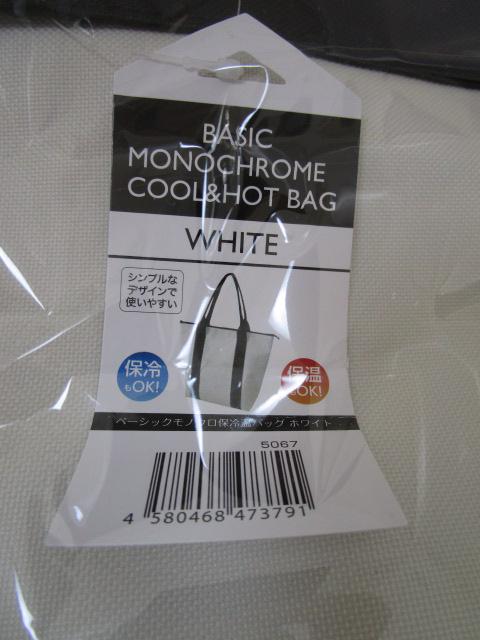 BASIC
MONOCHROME
COOL&HOT BAG
WHITE
シンプルな
デザインで
使いやすい
保冷
もOK!
保温
もOK!
ベーシックモノクロ保冷温バッグ ホワイト
5067
4 580468 473791